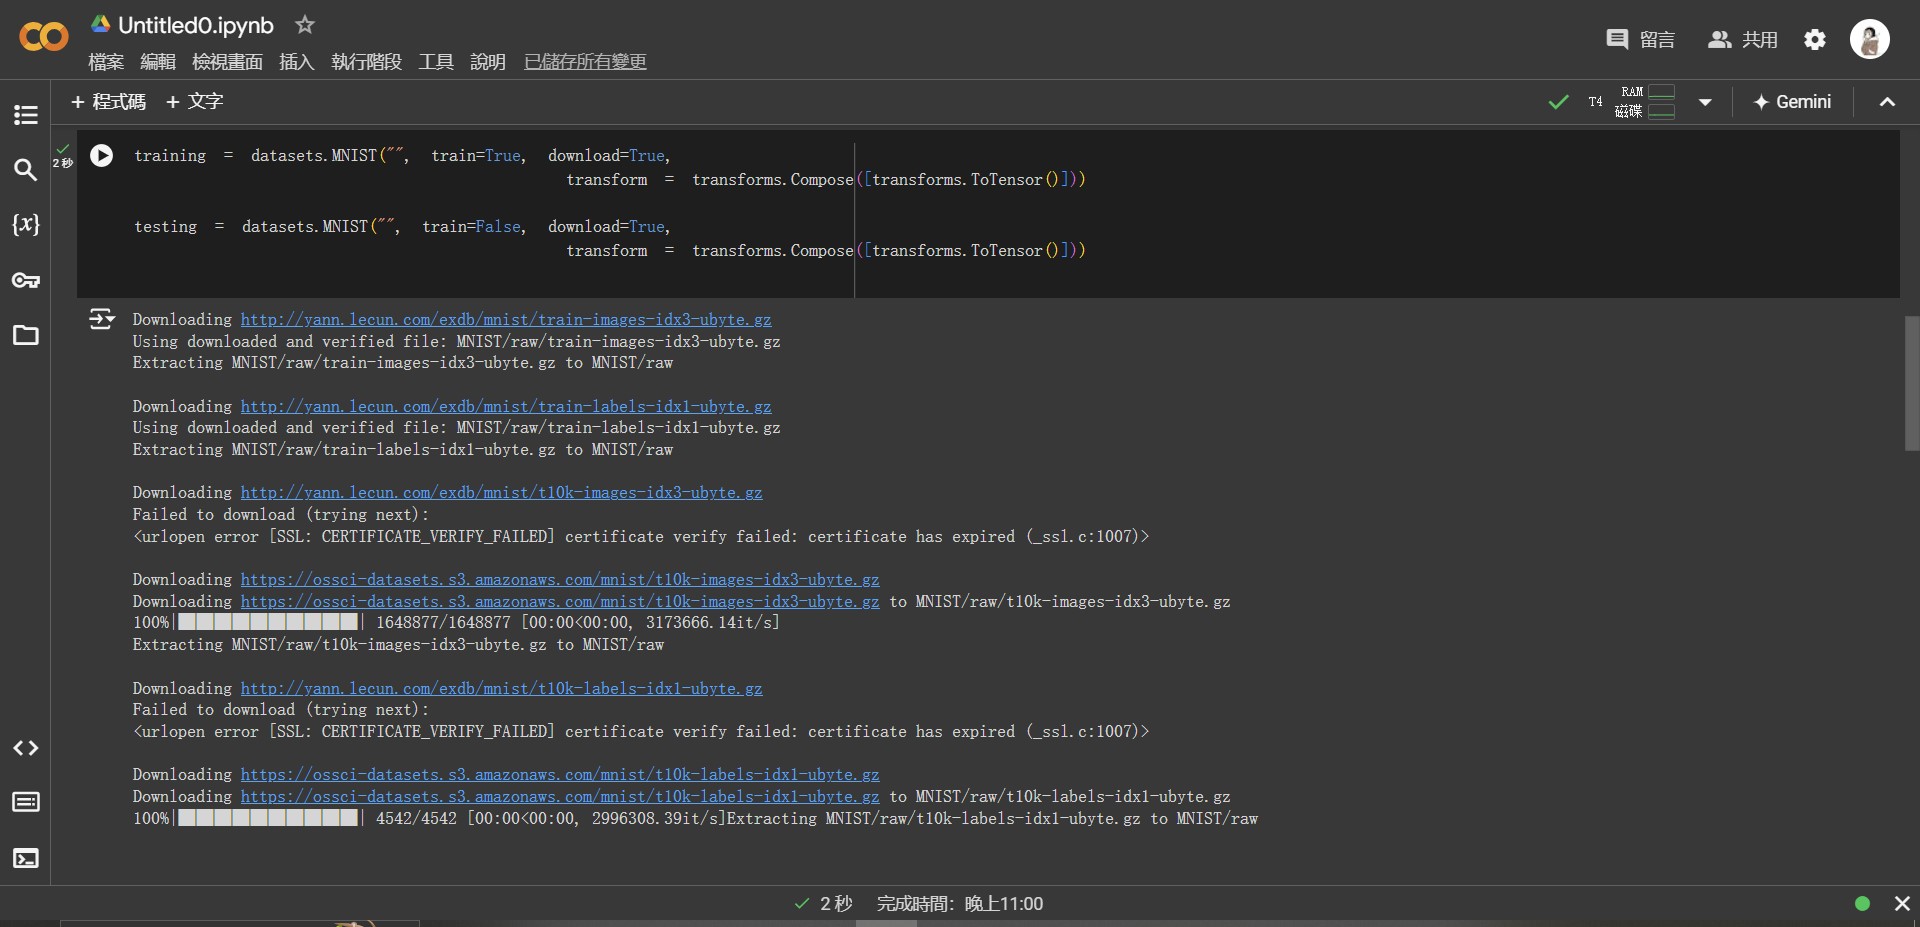 Untitled0.ipynb
檔案 編輯 檢視畫面 插入 執行階段 工具 說明 已儲存所有變更
留言 共用
+ 程式碼 + 文字
T4 RAM 磁碟 Gemini
2 秒
training = datasets.MNIST("", train=True, download=True,
transform = transforms.Compose([transforms.ToTensor()]))
testing = datasets.MNIST("", train=False, download=True,
transform = transforms.Compose([transforms.ToTensor()]))
{x}
Downloading http://yann.lecun.com/exdb/mnist/train-images-idx3-ubyte.gz
Using downloaded and verified file: MNIST/raw/train-images-idx3-ubyte.gz
Extracting MNIST/raw/train-images-idx3-ubyte.gz to MNIST/raw
Downloading http://yann.lecun.com/exdb/mnist/train-labels-idx1-ubyte.gz
Using downloaded and verified file: MNIST/raw/train-labels-idx1-ubyte.gz
Extracting MNIST/raw/train-labels-idx1-ubyte.gz to MNIST/raw
Downloading http://yann.lecun.com/exdb/mnist/t10k-images-idx3-ubyte.gz
Failed to download (trying next):
<urlopen error [SSL: CERTIFICATE_VERIFY_FAILED] certificate verify failed: certificate has expired (_ssl.c:1007)>
Downloading https://ossci-datasets.s3.amazonaws.com/mnist/t10k-images-idx3-ubyte.gz
Downloading https://ossci-datasets.s3.amazonaws.com/mnist/t10k-images-idx3-ubyte.gz to MNIST/raw/t10k-images-idx3-ubyte.gz
100%|██████████| 1648877/1648877 [00:00<00:00, 3173666.14it/s]
Extracting MNIST/raw/t10k-images-idx3-ubyte.gz to MNIST/raw
Downloading http://yann.lecun.com/exdb/mnist/t10k-labels-idx1-ubyte.gz
Failed to download (trying next):
<urlopen error [SSL: CERTIFICATE_VERIFY_FAILED] certificate verify failed: certificate has expired (_ssl.c:1007)>
Downloading https://ossci-datasets.s3.amazonaws.com/mnist/t10k-labels-idx1-ubyte.gz
Downloading https://ossci-datasets.s3.amazonaws.com/mnist/t10k-labels-idx1-ubyte.gz to MNIST/raw/t10k-labels-idx1-ubyte.gz
100%|██████████| 4542/4542 [00:00<00:00, 2996308.39it/s]Extracting MNIST/raw/t10k-labels-idx1-ubyte.gz to MNIST/raw
2 秒 完成時間: 晚上11:00